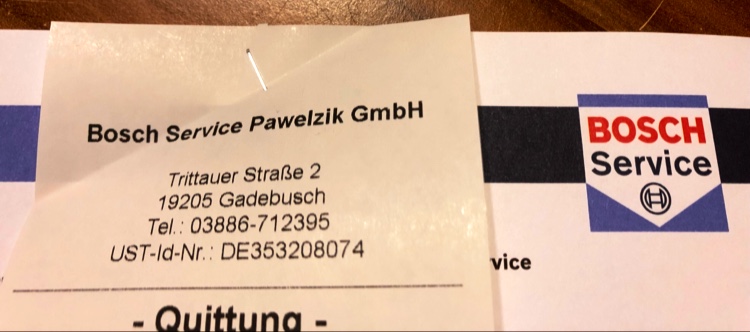 Bosch Service Pawelzik GmbH
Trittauer Straße 2
19205 Gadebusch
Tel.: 03886-712395
UST-Id-Nr.: DE353208074
- Quittung -
BOSCH
Service
vice